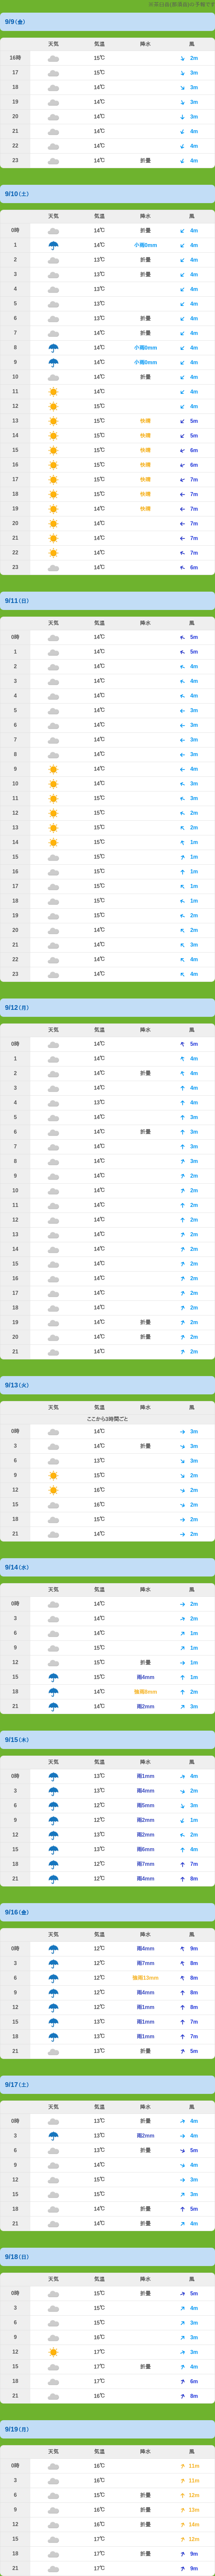 の予報です
9/9(金)
天気 気温 降水 風
16時 15℃ 2m
17 15℃ 3m
18 14℃ 3m
19 14℃ 3m
20 14℃ 3m
21 14℃ 4m
22 14℃ 4m
23 14℃ 折曇 4m
9/10(土)
天気 気温 降水 風
0時 14℃ 折曇 4m
1 14℃ 小雨0mm 4m
2 13℃ 折曇 4m
3 13℃ 折曇 4m
4 13℃ 4m
5 13℃ 4m
6 13℃ 折曇 4m
7 14℃ 折曇 4m
8 14℃ 小雨0mm 4m
9 14℃ 小雨0mm 4m
10 14℃ 折曇 4m
11 14℃ 4m
12 15℃ 4m
13 15℃ 快晴 5m
14 15℃ 快晴 5m
15 15℃ 快晴 6m
16 15℃ 快晴 6m
17 15℃ 快晴 7m
18 15℃ 快晴 7m
19 14℃ 快晴 7m
20 15℃ 7m
21 15℃ 7m
22 15℃ 7m
23 15℃ 6m
9/11(日)
天気 気温 降水 風
0時 14℃ 5m
1 14℃ 5m
2 14℃ 4m
3 14℃ 4m
4 14℃ 4m
5 14℃ 3m
6 14℃ 3m
7 14℃ 3m
8 14℃ 3m
9 14℃ 4m
10 14℃ 3m
11 15℃ 3m
12 15℃ 2m
13 15℃ 2m
14 15℃ 1m
15 15℃ 1m
16 15℃ 1m
17 15℃ 1m
18 15℃ 1m
19 15℃ 2m
20 15℃ 2m
21 14℃ 3m
22 14℃ 4m
23 14℃ 4m
9/12(月)
天気 気温 降水 風
0時 14℃ 5m
1 14℃ 4m
2 14℃ 折曇 4m
3 14℃ 4m
4 13℃ 4m
5 14℃ 3m
6 14℃ 折曇 3m
7 14℃ 3m
8 14℃ 3m
9 14℃ 2m
10 14℃ 2m
11 14℃ 2m
12 14℃ 2m
13 14℃ 2m
14 14℃ 2m
15 14℃ 2m
16 14℃ 2m
17 14℃ 2m
18 14℃ 2m
19 14℃ 折曇 2m
20 14℃ 折曇 2m
21 14℃ 2m
9/13(火)
天気 気温 降水 風
ここから3時間ごと
0時 14℃ 3m
3 14℃ 折曇 3m
6 13℃ 3m
9 15℃ 2m
12 16℃ 2m
15 16℃ 2m
18 15℃ 2m
21 14℃ 2m
9/14(水)
天気 気温 降水 風
0時 14℃ 2m
3 14℃ 2m
6 14℃ 1m
9 15℃ 1m
12 15℃ 折曇 1m
15 15℃ 雨4mm 1m
18 14℃ 強雨8mm 2m
21 14℃ 雨2mm 3m
9/15(木)
天気 気温 降水 風
0時 13℃ 雨1mm 4m
3 13℃ 雨4mm 2m
6 12℃ 雨5mm 3m
9 12℃ 雨2mm 1m
12 13℃ 雨2mm 2m
15 13℃ 雨6mm 4m
18 12℃ 雨7mm 7m
21 12℃ 雨4mm 8m
9/16(金)
天気 気温 降水 風
0時 12℃ 雨4mm 9m
3 12℃ 雨7mm 8m
6 12℃ 強雨13mm 8m
9 12℃ 雨4mm 8m
12 12℃ 雨1mm 8m
15 13℃ 雨1mm 7m
18 13℃ 雨1mm 7m
21 13℃ 折曇 5m
9/17(土)
天気 気温 降水 風
0時 13℃ 折曇 4m
3 13℃ 雨2mm 4m
6 13℃ 折曇 5m
9 14℃ 4m
12 15℃ 3m
15 15℃ 3m
18 14℃ 折曇 5m
21 14℃ 折曇 4m
9/18(日)
天気 気温 降水 風
0時 15℃ 折曇 5m
3 15℃ 4m
6 15℃ 3m
9 16℃ 3m
12 17℃ 3m
15 17℃ 折曇 4m
18 17℃ 6m
21 16℃ 8m
9/19(月)
天気 気温 降水 風
0時 16℃ 11m
3 16℃ 11m
6 15℃ 折曇 12m
9 16℃ 折曇 13m
12 16℃ 折曇 14m
15 17℃ 12m
18 17℃ 折曇 9m
21 17℃ 9m